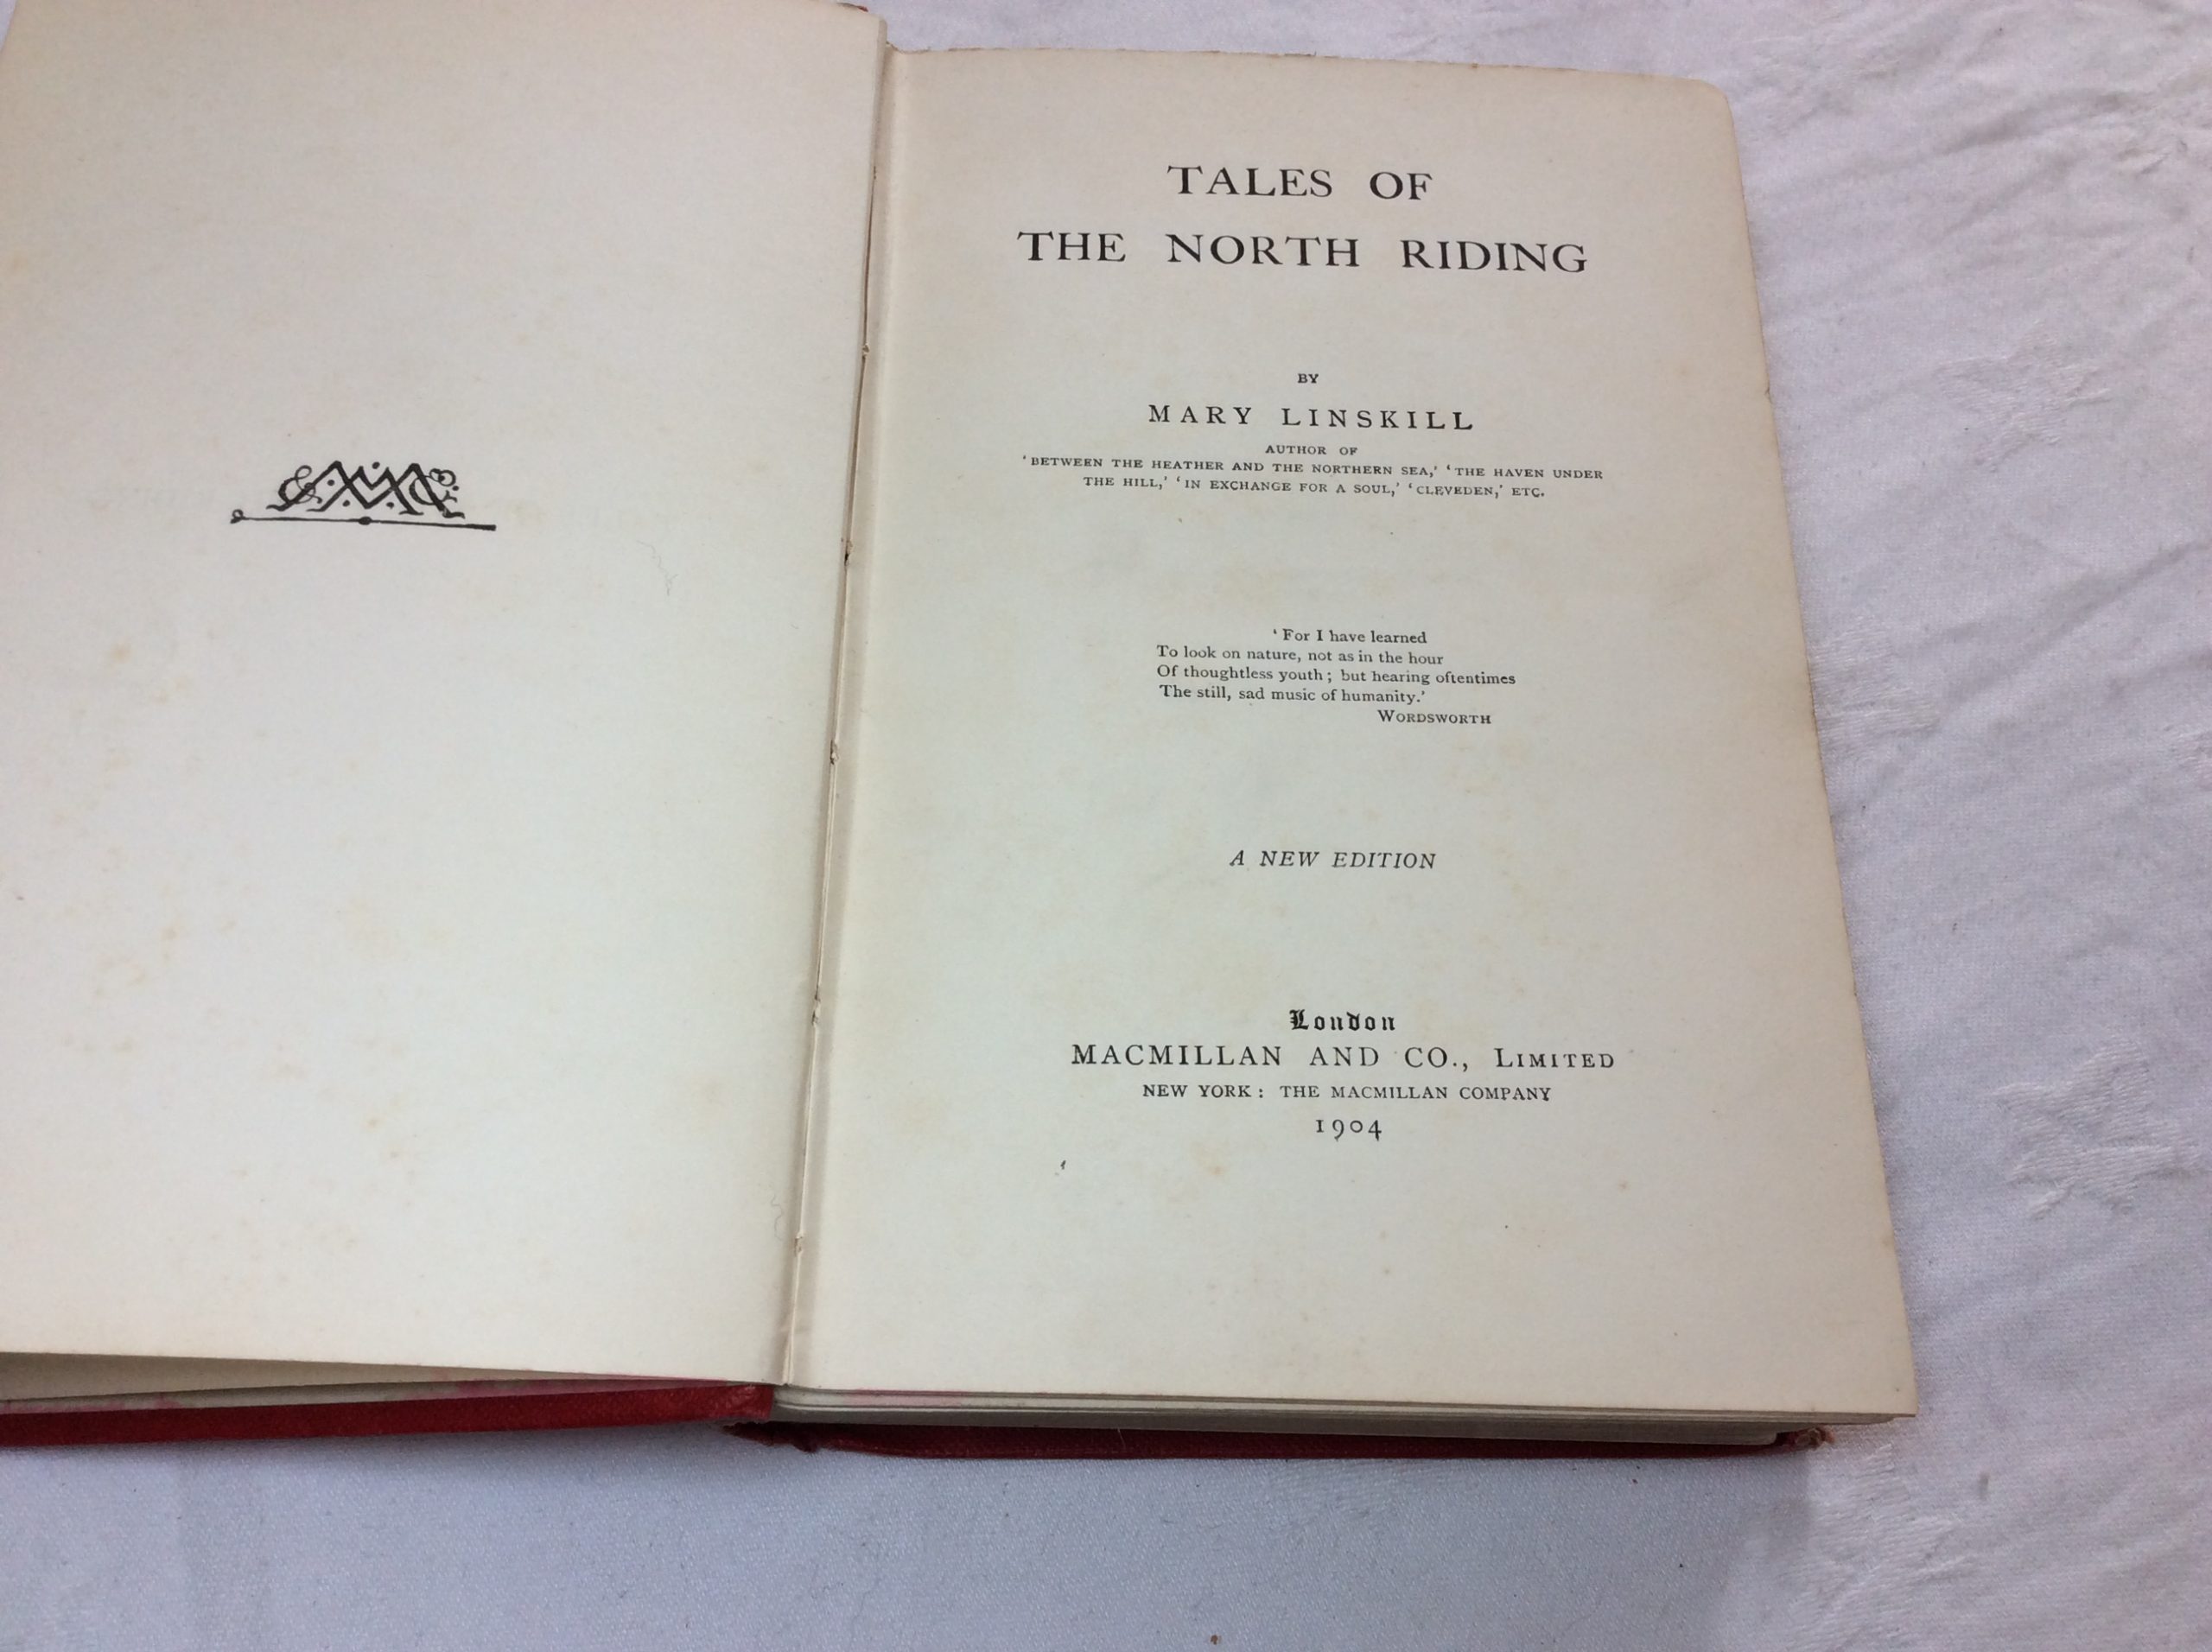 TALES OF
THE NORTH RIDING
BY
MARY LINSKILL
AUTHOR OF
'BETWEEN THE HEATHER AND THE NORTHERN SEA,' 'THE HAVEN UNDER
THE HILL,' 'IN EXCHANGE FOR A SOUL,' 'CLEVEDEN,' ETC.
'For I have learned
To look on nature, not as in the hour
Of thoughtless youth; but hearing oftentimes
The still, sad music of humanity.'
WORDSWORTH
A NEW EDITION
London
MACMILLAN AND CO., LIMITED
NEW YORK: THE MACMILLAN COMPANY
1904